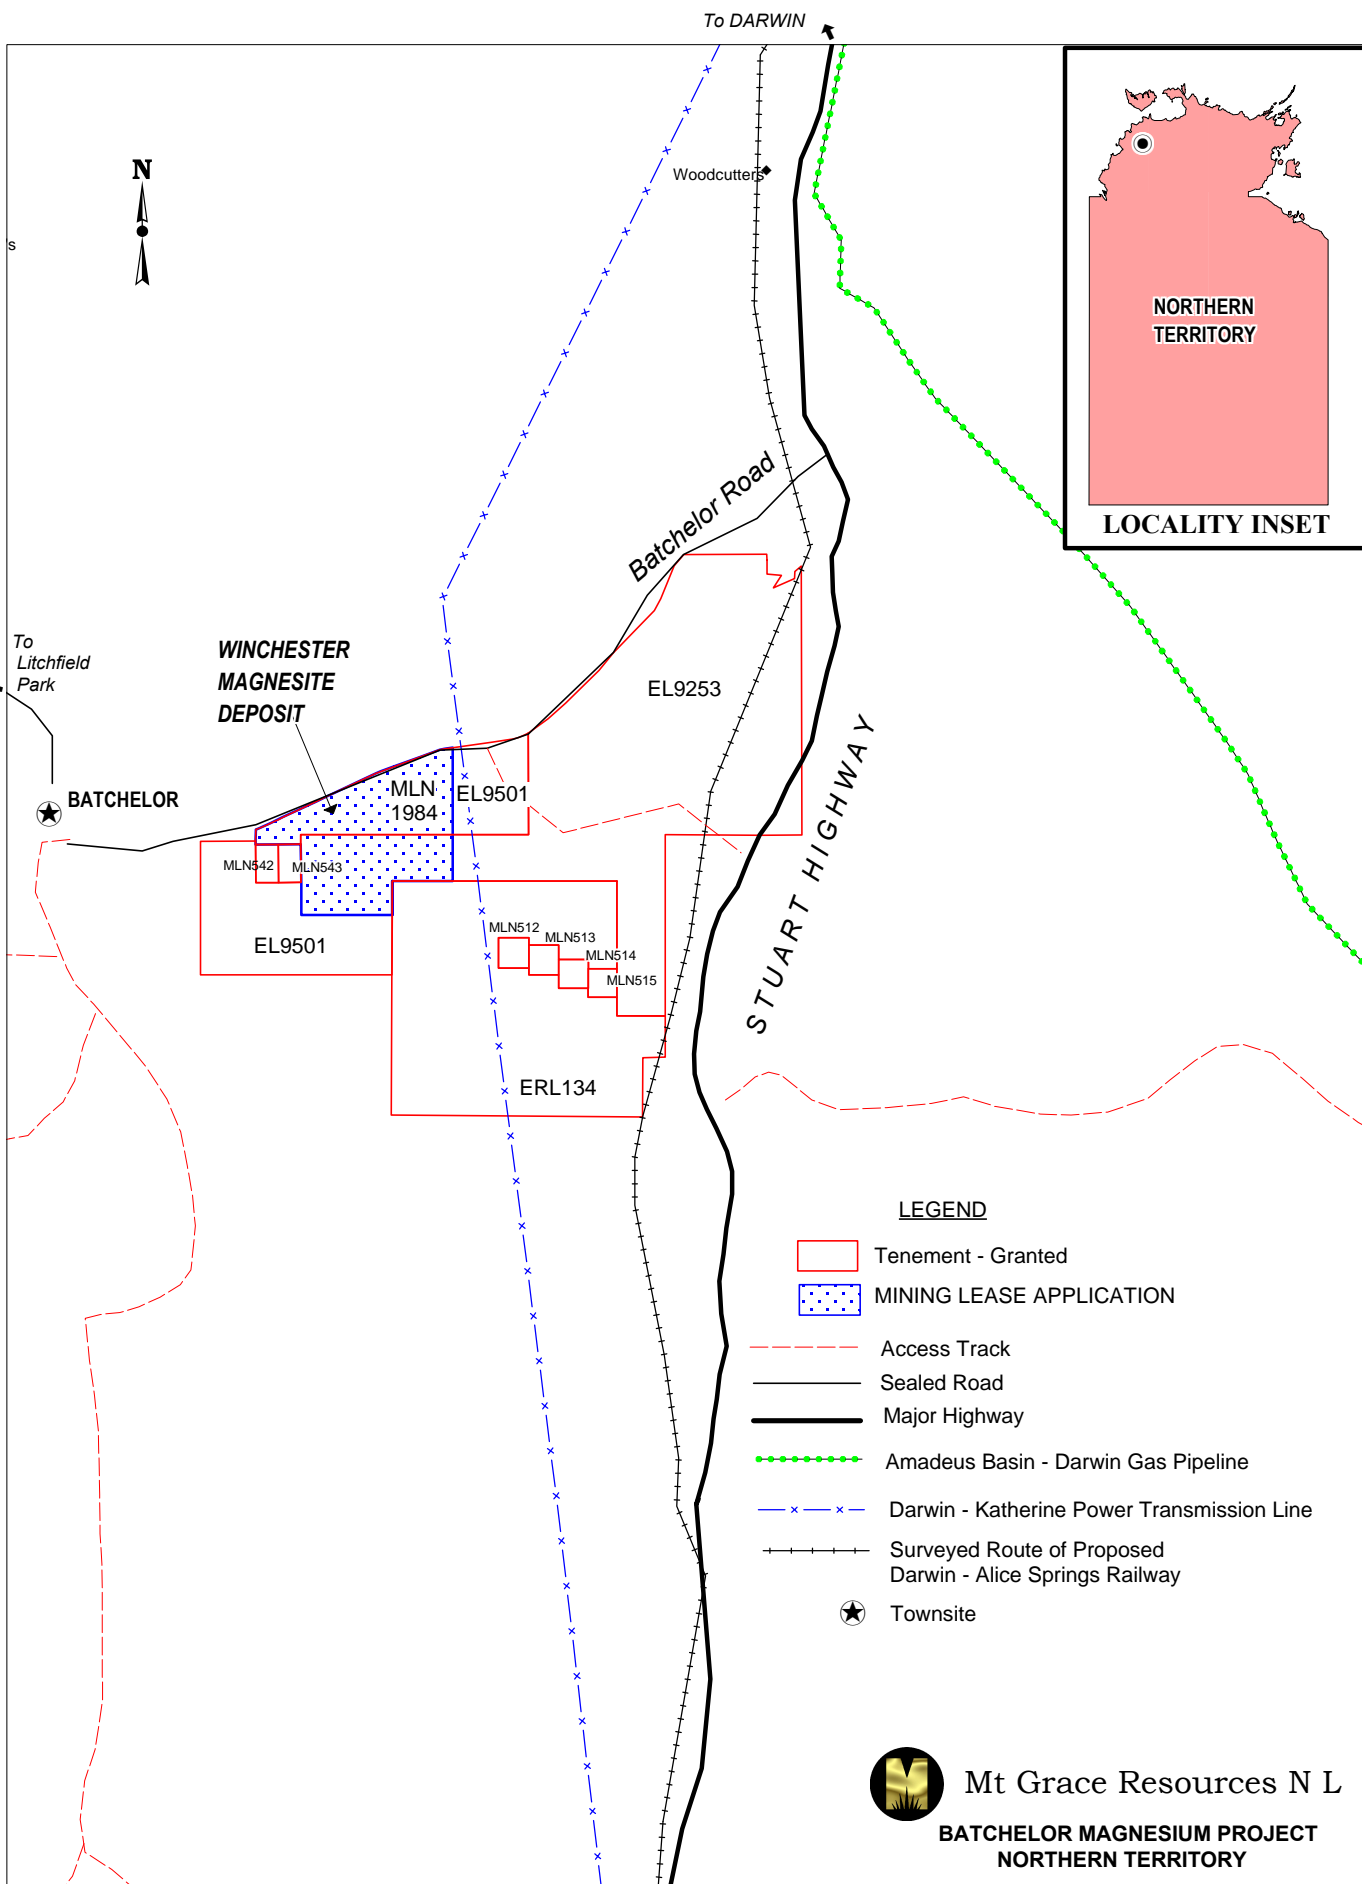 To DARWIN
N
Woodcutters
s
NORTHERN
TERRITORY
LOCALITY INSET
Batchelor Road
To
Litchfield
Park
WINCHESTER
MAGNESITE
DEPOSIT
EL9253
BATCHELOR
MLN
1984
EL9501
STUART HIGHWAY
MLN542
MLN543
EL9501
MLN512
MLN513
MLN514
MLN515
ERL134
LEGEND
Tenement - Granted
MINING LEASE APPLICATION
Access Track
Sealed Road
Major Highway
Amadeus Basin - Darwin Gas Pipeline
Darwin - Katherine Power Transmission Line
Surveyed Route of Proposed
Darwin - Alice Springs Railway
Townsite
M
Mt Grace Resources N L
BATCHELOR MAGNESIUM PROJECT
NORTHERN TERRITORY